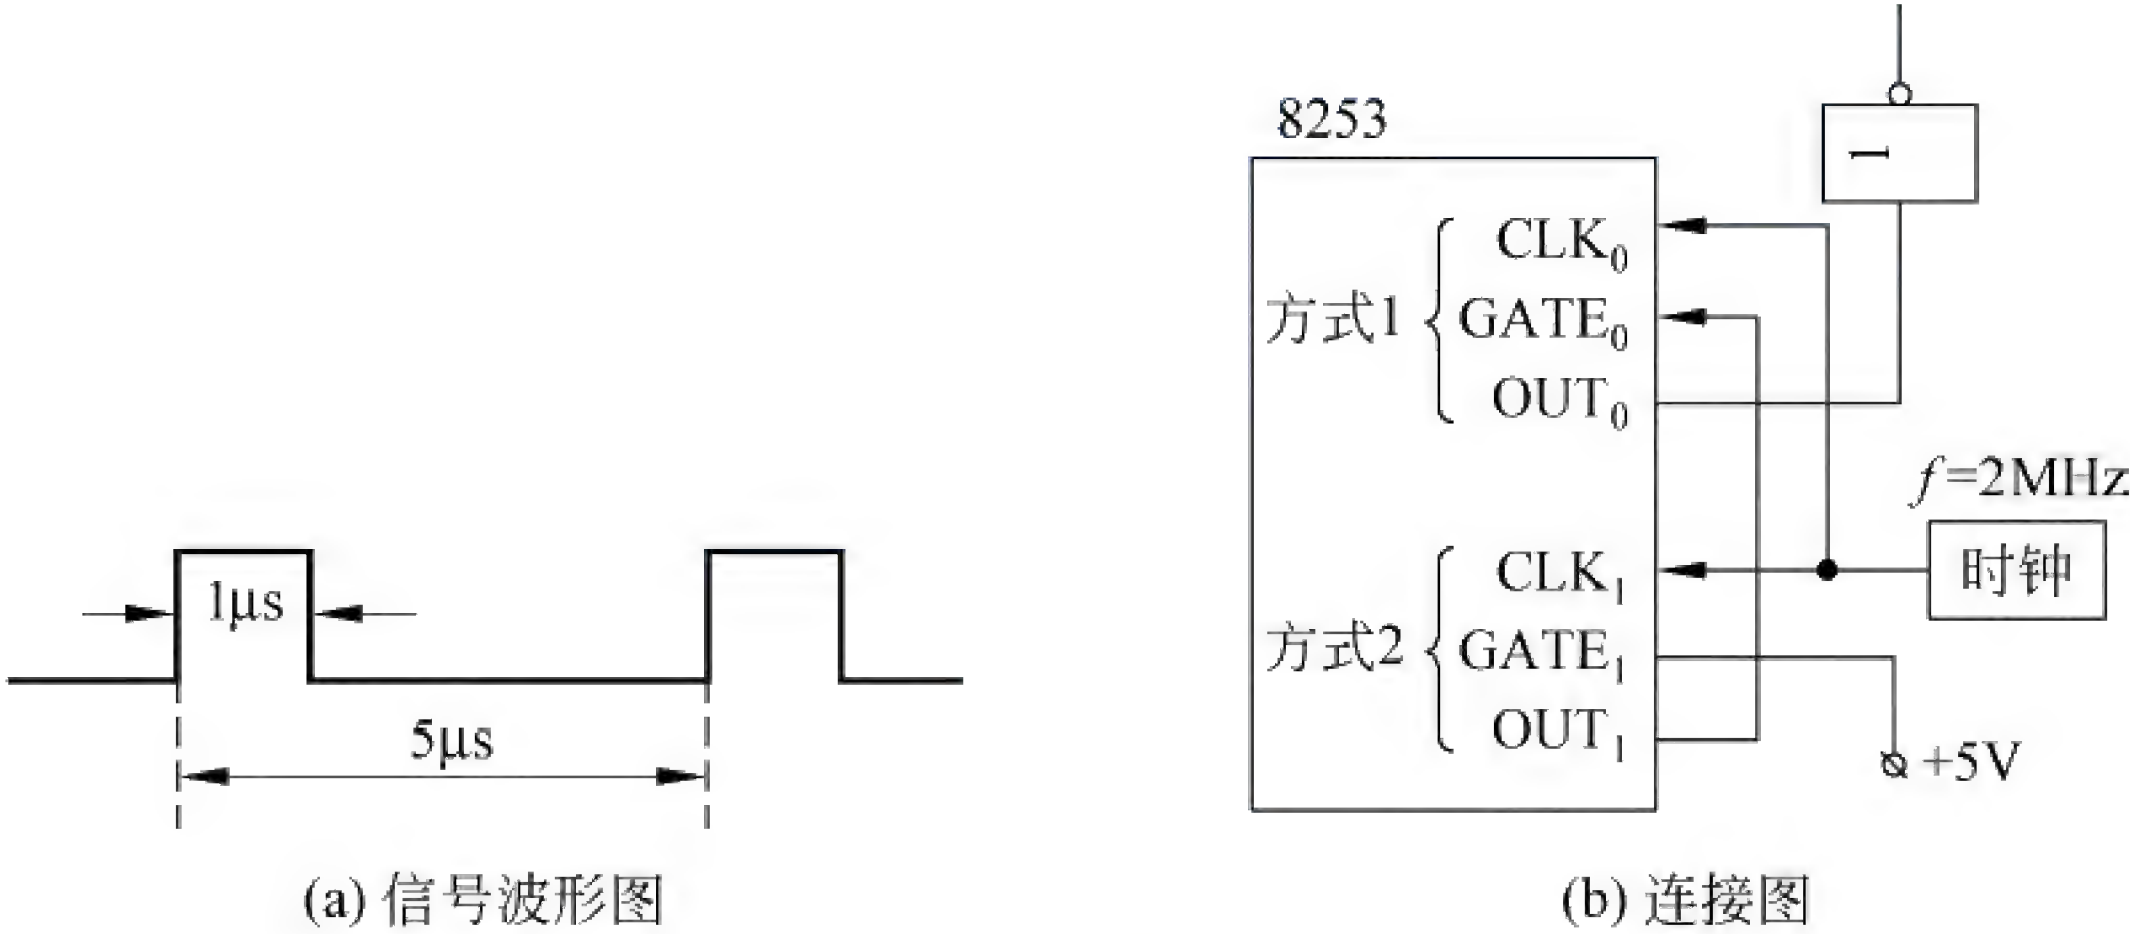 8253
1
CLK₀
方式1
GATE₀
OUT₀
f=2MHz
时钟
CLK₁
方式2
GATE₁
OUT₁
+5V
1μs
5μs
(a) 信号波形图
(b) 连接图